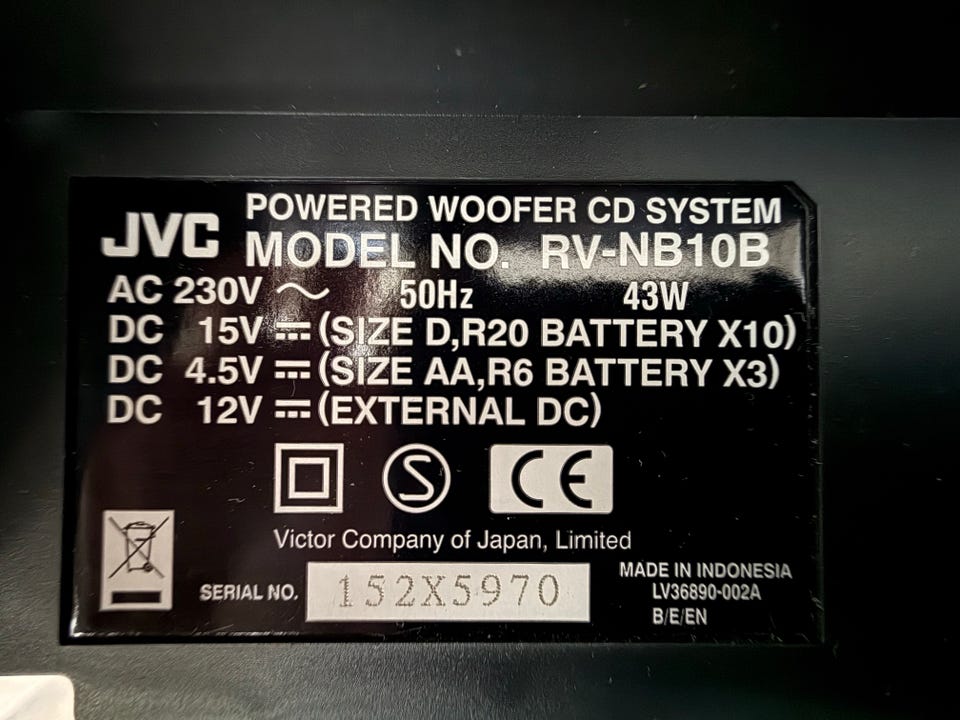 JVC
POWERED WOOFER CD SYSTEM
MODEL NO. RV-NB10B
AC 230V ~ 50Hz 43W
DC 15V ⎓ (SIZE D,R20 BATTERY X10)
DC 4.5V ⎓ (SIZE AA,R6 BATTERY X3)
DC 12V ⎓ (EXTERNAL DC)
S CE
Victor Company of Japan, Limited
SERIAL NO. 152X5970
MADE IN INDONESIA
LV36890-002A
B/E/EN